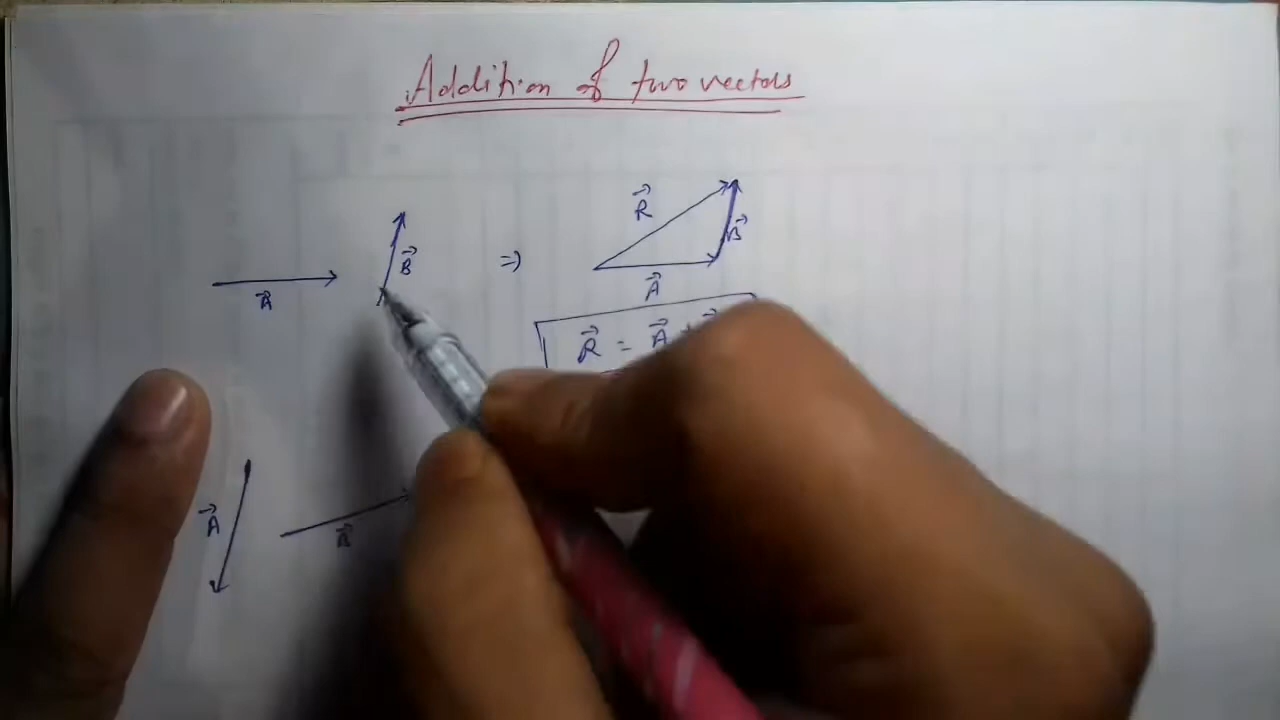 Addition of two vectors
A⃗ B⃗ ⇒ R⃗ A⃗ B⃗
R⃗ = A⃗ +
A⃗